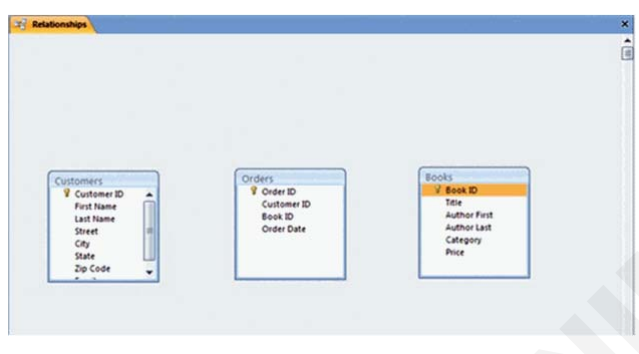 Relationships
Customers
Customer ID
First Name
Last Name
Street
City
State
Zip Code
Orders
Order ID
Customer ID
Book ID
Order Date
Books
Book ID
Title
Author First
Author Last
Category
Price